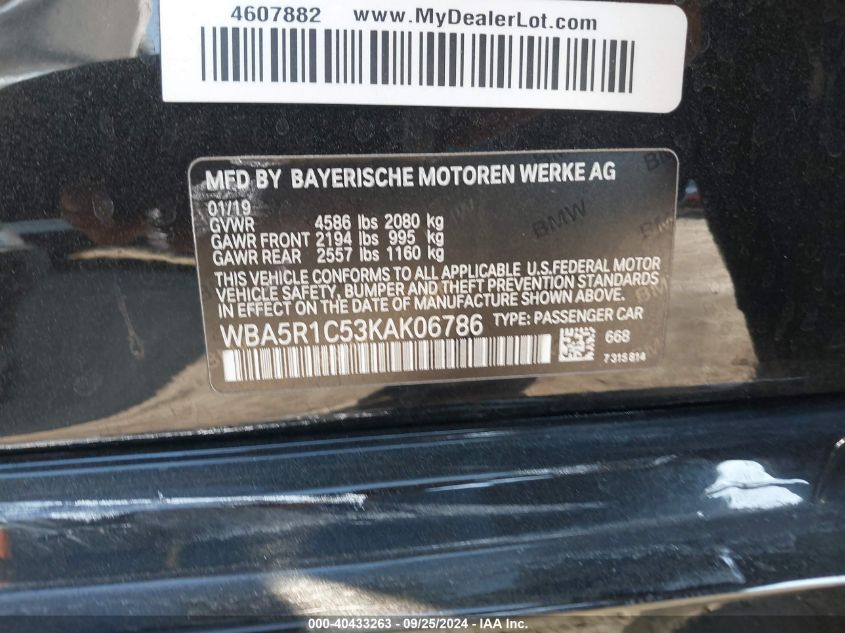 4607882 www.MyDealerLot.com
MFD BY BAYERISCHE MOTOREN WERKE AG
01/19
GVWR 4586 lbs 2080 kg
GAWR FRONT 2194 lbs 995 kg
GAWR REAR 2557 lbs 1160 kg
THIS VEHICLE CONFORMS TO ALL APPLICABLE U.S.FEDERAL MOTOR
VEHICLE SAFETY, BUMPER AND THEFT PREVENTION STANDARDS
IN EFFECT ON THE DATE OF MANUFACTURE SHOWN ABOVE.
WBA5R1C53KAK06786 TYPE: PASSENGER CAR
668
7315814
BMW
BMW
BMW
000-40433263 - 09/25/2024 - IAA Inc.